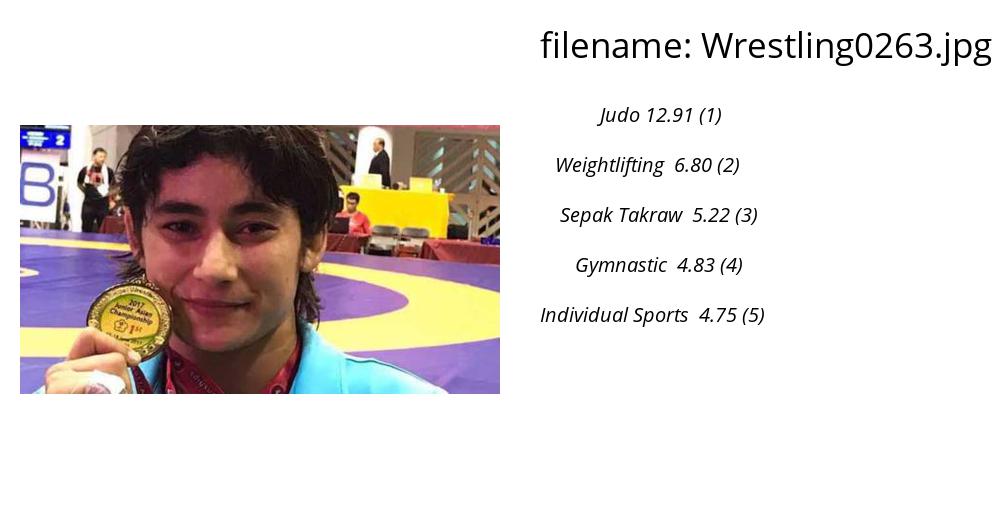 filename: Wrestling0263.jpg
Judo 12.91 (1)
Weightlifting 6.80 (2)
Sepak Takraw 5.22 (3)
Gymnastic 4.83 (4)
Individual Sports 4.75 (5)
2
B
2017
Junior Asian
Championship
1st